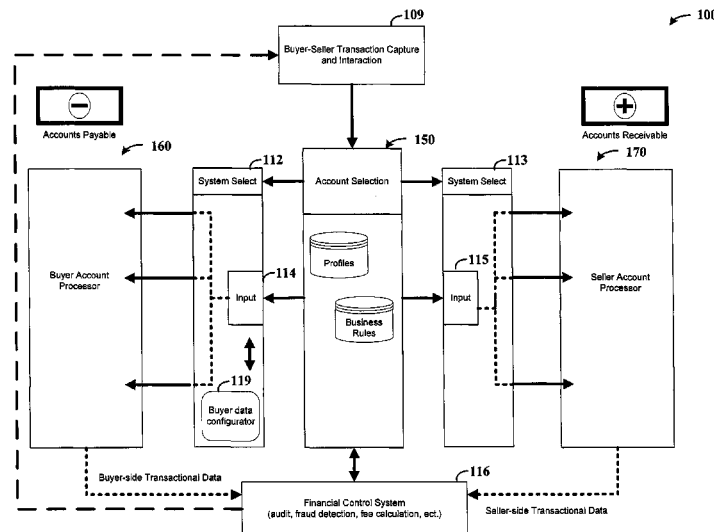 109
100
Buyer-Seller Transaction Capture
and Interaction
−
Accounts Payable
+
Accounts Receivable
160
112
150
113
170
System Select
Account Selection
System Select
Profiles
Buyer Account
Processor
114
Input
115
Input
Seller Account
Processor
Business
Rules
119
Buyer data
configurator
Buyer-side Transactional Data
116
Seller-side Transactional Data
Financial Control System
(audit, fraud detection, fee calculation, ect.)